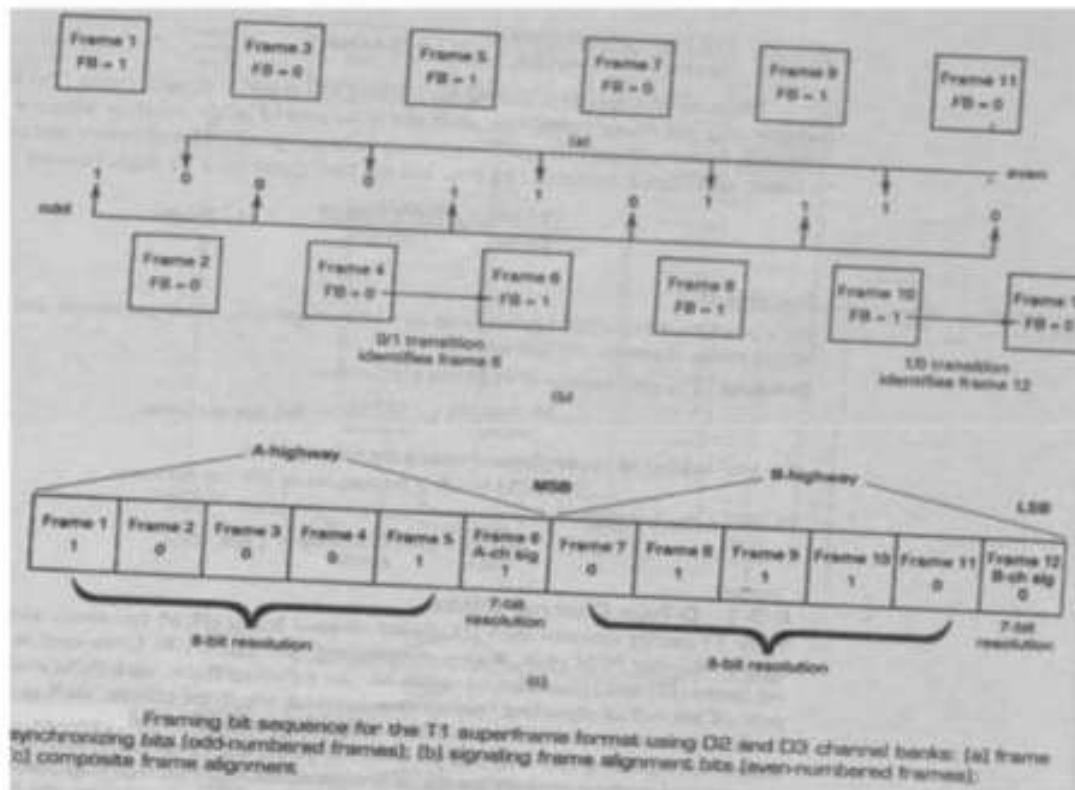 Frame 1 Frame 3 Frame 5 Frame 7 Frame 9 Frame 11
FB = 1 FB = 0 FB = 1 FB = 0 FB = 1 FB = 0
(a)
even
1 0 0 0 1 1 0 1 1 1 0
odd
Frame 2 Frame 4 Frame 6 Frame 8 Frame 10 Frame 1
FB = 0 FB = 0 FB = 1 FB = 1 FB = 1 FB = 0
0/1 transition 1/0 transition
identifies frame 6 identifies frame 12
(b)
A-highway MSB B-highway LSB
Frame 1 Frame 2 Frame 3 Frame 4 Frame 5 Frame 6 Frame 7 Frame 8 Frame 9 Frame 10 Frame 11 Frame 12
A-ch sig B-ch sig
1 0 0 0 1 1 0 1 1 1 0 0
7-bit 7-bit
resolution resolution
8-bit resolution 8-bit resolution
(c)
Framing bit sequence for the T1 superframe format using D2 and D3 channel banks: (a) frame
synchronizing bits (odd-numbered frames); (b) signaling frame alignment bits (even-numbered frames);
(c) composite frame alignment